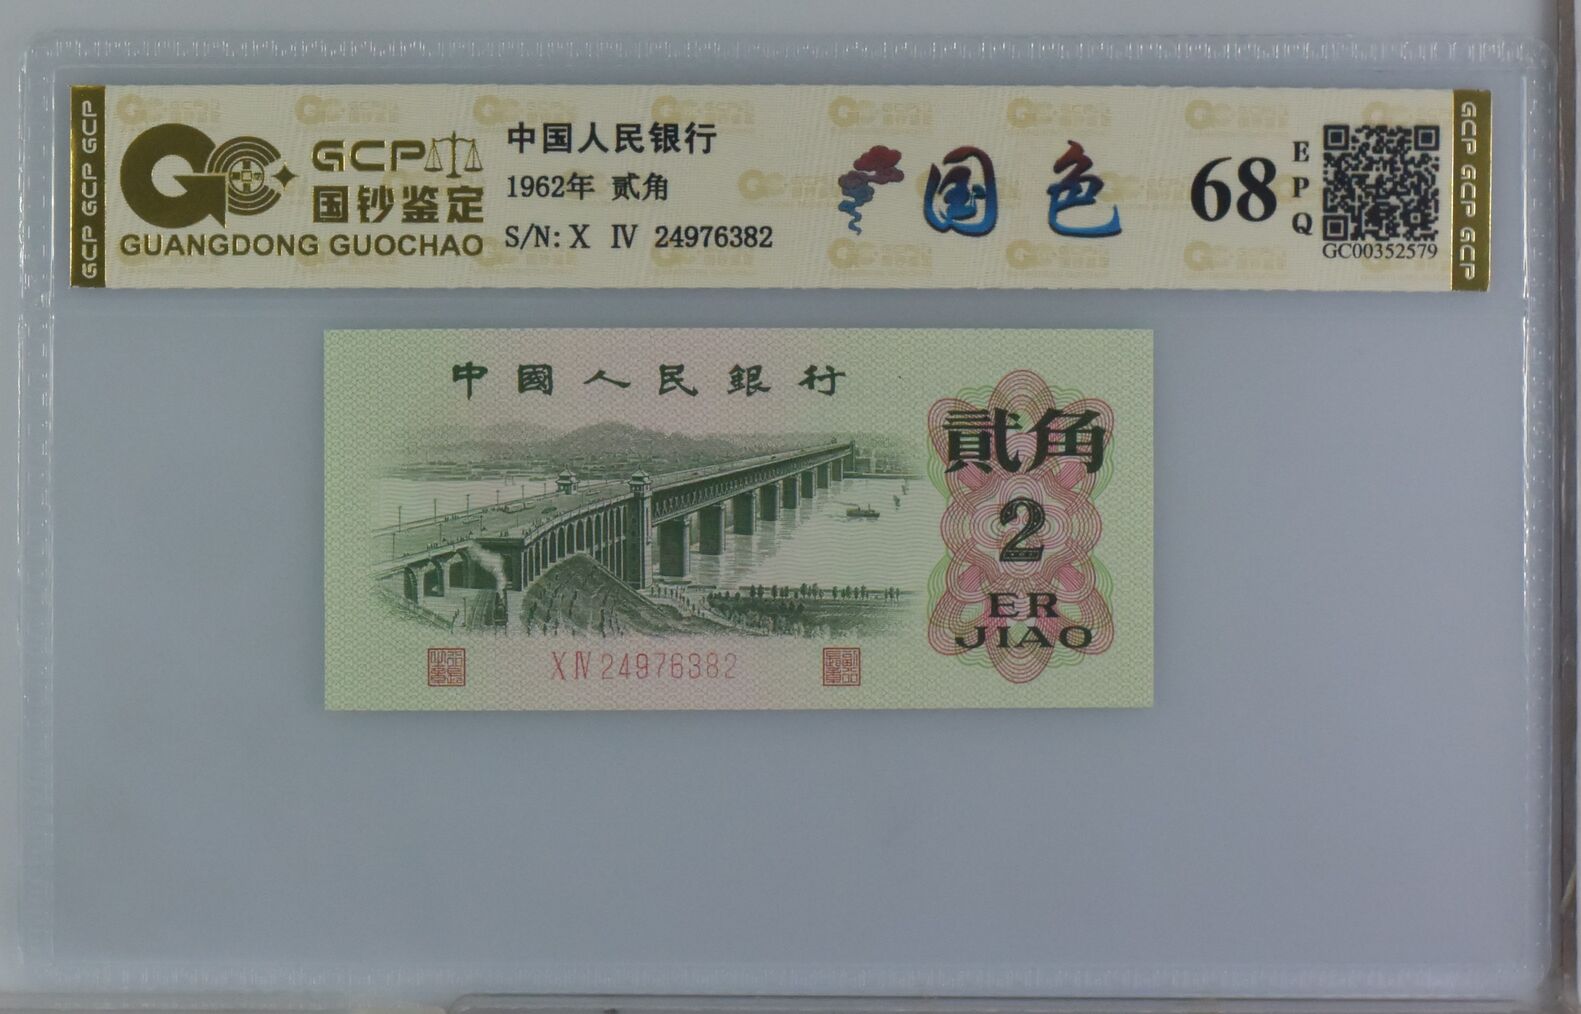 GCP GCP GCP
GCP
国钞鉴定
GUANGDONG GUOCHAO
中国人民银行
1962年 贰角
S/N: X Ⅳ 24976382
国色
68
EPQ
GC00352579
GCP GCP GCP
中國人民銀行
貳角
2
ER
JIAO
X Ⅳ 24976382